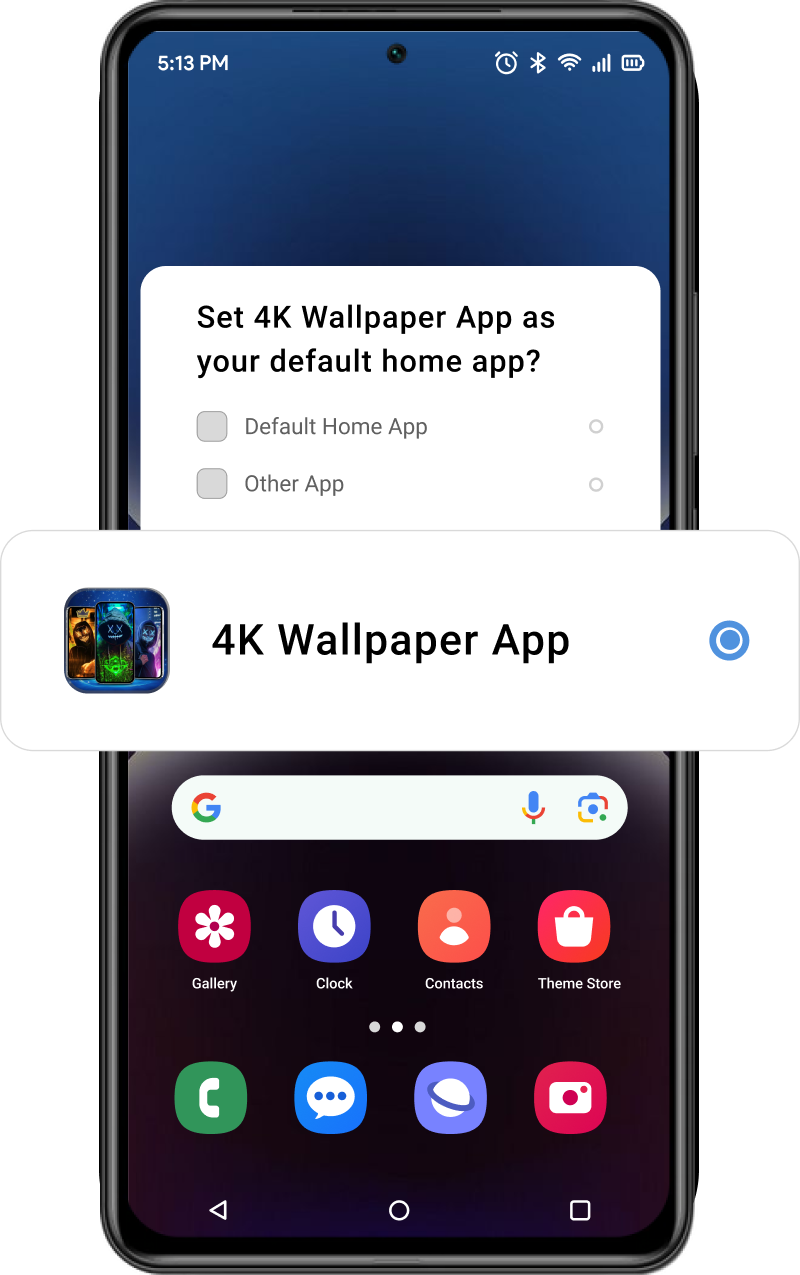 5:13 PM
Set 4K Wallpaper App as
your default home app?
Default Home App
Other App
4K Wallpaper App
Gallery
Clock
Contacts
Theme Store